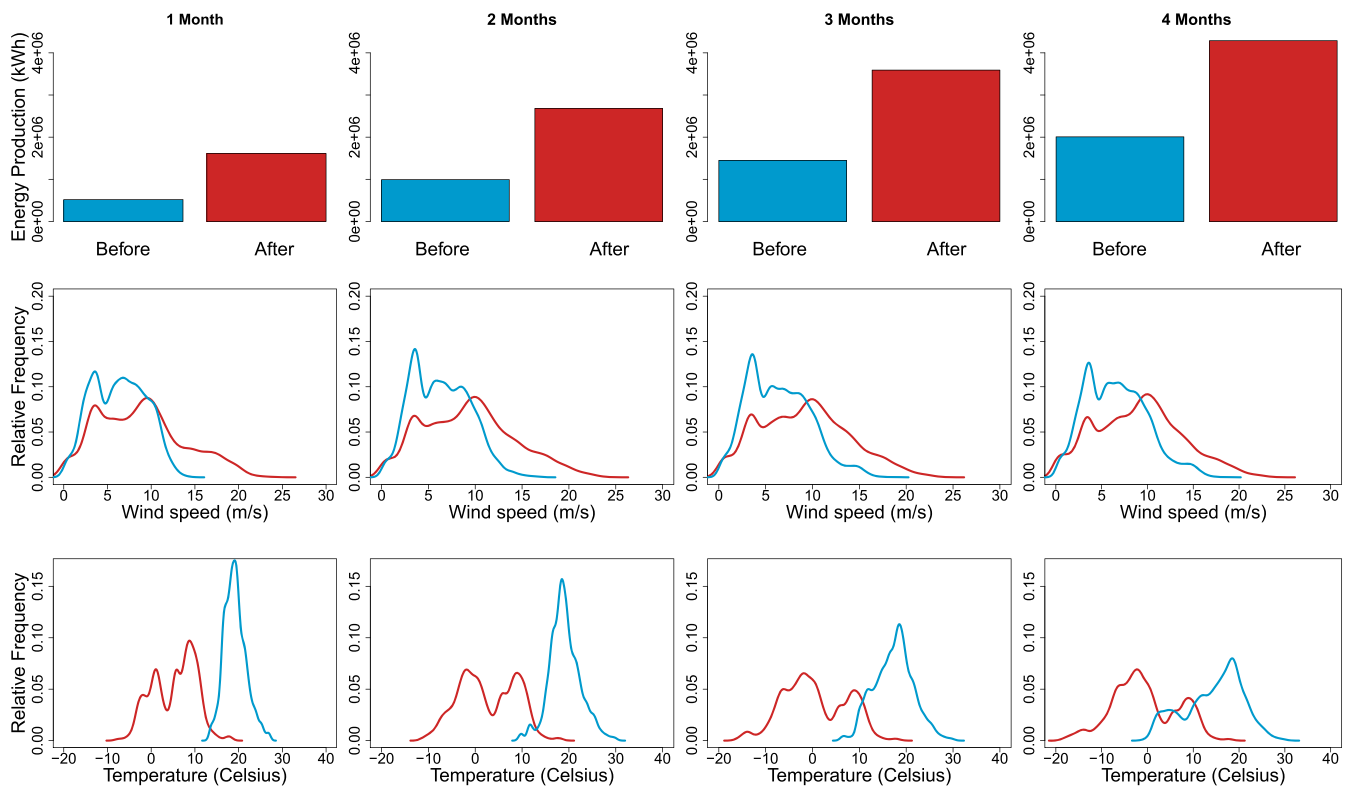 1 Month 2 Months 3 Months 4 Months
Energy Production (kWh)
0e+00 2e+06 4e+06
0e+00 2e+06 4e+06
0e+00 2e+06 4e+06
0e+00 2e+06 4e+06
Before After Before After Before After Before After
Relative Frequency
0.00 0.05 0.10 0.15 0.20
0.00 0.05 0.10 0.15 0.20
0.00 0.05 0.10 0.15 0.20
0.00 0.05 0.10 0.15 0.20
0 5 10 15 20 25 30 0 5 10 15 20 25 30 0 5 10 15 20 25 30 0 5 10 15 20 25 30
Wind speed (m/s) Wind speed (m/s) Wind speed (m/s) Wind speed (m/s)
Relative Frequency
0.00 0.05 0.10 0.15
0.00 0.05 0.10 0.15
0.00 0.05 0.10 0.15
0.00 0.05 0.10 0.15
−20 −10 0 10 20 30 40 −20 −10 0 10 20 30 40 −20 −10 0 10 20 30 40 −20 −10 0 10 20 30 40
Temperature (Celsius) Temperature (Celsius) Temperature (Celsius) Temperature (Celsius)